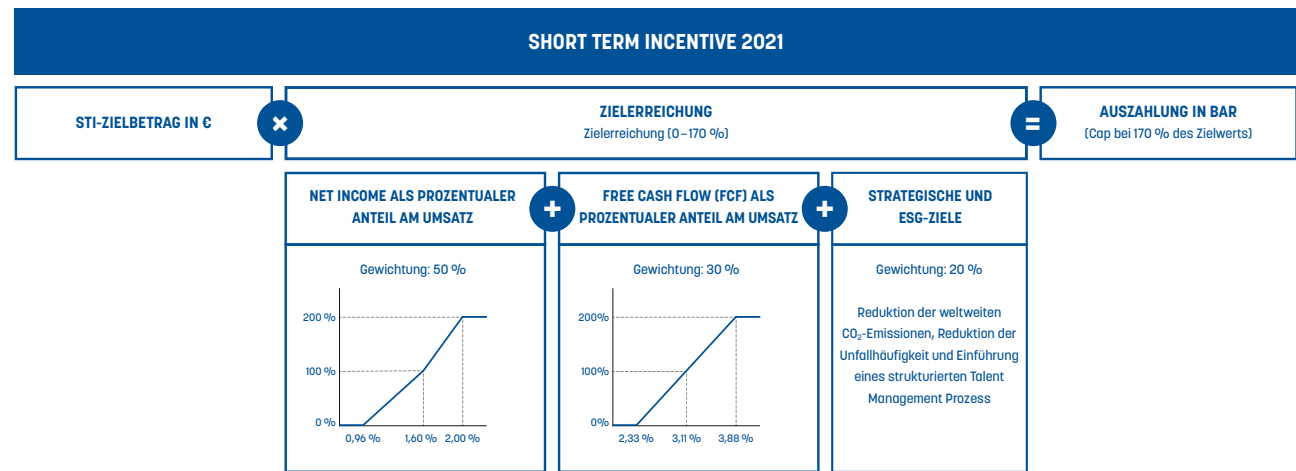 SHORT TERM INCENTIVE 2021
STI-ZIELBETRAG IN €
×
ZIELERREICHUNG
Zielerreichung (0–170 %)
=
AUSZAHLUNG IN BAR
(Cap bei 170 % des Zielwerts)
NET INCOME ALS PROZENTUALER
ANTEIL AM UMSATZ
+
FREE CASH FLOW (FCF) ALS
PROZENTUALER ANTEIL AM UMSATZ
+
STRATEGISCHE UND
ESG-ZIELE
Gewichtung: 50 %
200 %
100 %
0 %
0,96 %
1,60 %
2,00 %
Gewichtung: 30 %
200%
100%
0%
2,33 %
3,11 %
3,88 %
Gewichtung: 20 %
Reduktion der weltweiten
CO₂-Emissionen, Reduktion der
Unfallhäufigkeit und Einführung
eines strukturierten Talent
Management Prozess